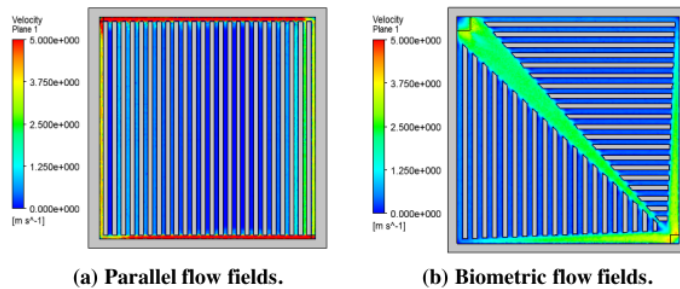 Velocity
Plane 1
5.000e+000
3.750e+000
2.500e+000
1.250e+000
0.000e+000
[m s^-1]
(a) Parallel flow fields.
Velocity
Plane 1
5.000e+000
3.750e+000
2.500e+000
1.250e+000
0.000e+000
[m s^-1]
(b) Biometric flow fields.